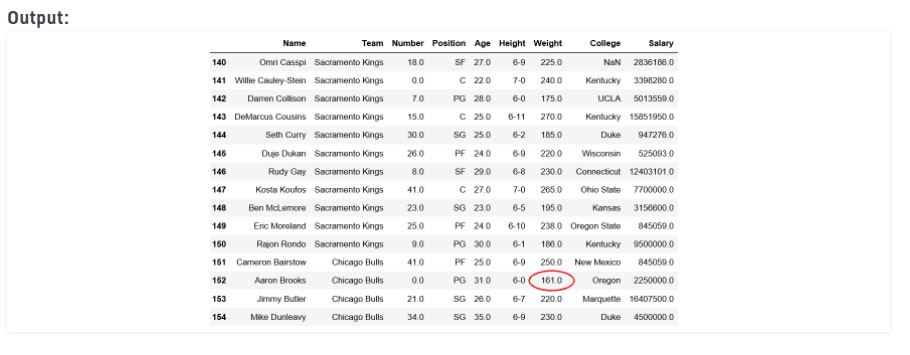 Output:
Name Team Number Position Age Height Weight College Salary
140 Omri Casspi Sacramento Kings 18.0 SF 27.0 6-9 225.0 NaN 2836186.0
141 Willie Cauley-Stein Sacramento Kings 0.0 C 22.0 7-0 240.0 Kentucky 3398280.0
142 Darren Collison Sacramento Kings 7.0 PG 28.0 6-0 175.0 UCLA 5013559.0
143 DeMarcus Cousins Sacramento Kings 15.0 C 25.0 6-11 270.0 Kentucky 15851950.0
144 Seth Curry Sacramento Kings 30.0 SG 25.0 6-2 185.0 Duke 947276.0
145 Duje Dukan Sacramento Kings 26.0 PF 24.0 6-9 220.0 Wisconsin 525093.0
146 Rudy Gay Sacramento Kings 8.0 SF 29.0 6-8 230.0 Connecticut 12403101.0
147 Kosta Koufos Sacramento Kings 41.0 C 27.0 7-0 265.0 Ohio State 7700000.0
148 Ben McLemore Sacramento Kings 23.0 SG 23.0 6-5 195.0 Kansas 3156600.0
149 Eric Moreland Sacramento Kings 25.0 PF 24.0 6-10 238.0 Oregon State 845059.0
150 Rajon Rondo Sacramento Kings 9.0 PG 30.0 6-1 186.0 Kentucky 9500000.0
151 Cameron Bairstow Chicago Bulls 41.0 PF 25.0 6-9 250.0 New Mexico 845059.0
152 Aaron Brooks Chicago Bulls 0.0 PG 31.0 6-0 161.0 Oregon 2250000.0
153 Jimmy Butler Chicago Bulls 21.0 SG 26.0 6-7 220.0 Marquette 16407500.0
154 Mike Dunleavy Chicago Bulls 34.0 SG 35.0 6-9 230.0 Duke 4500000.0